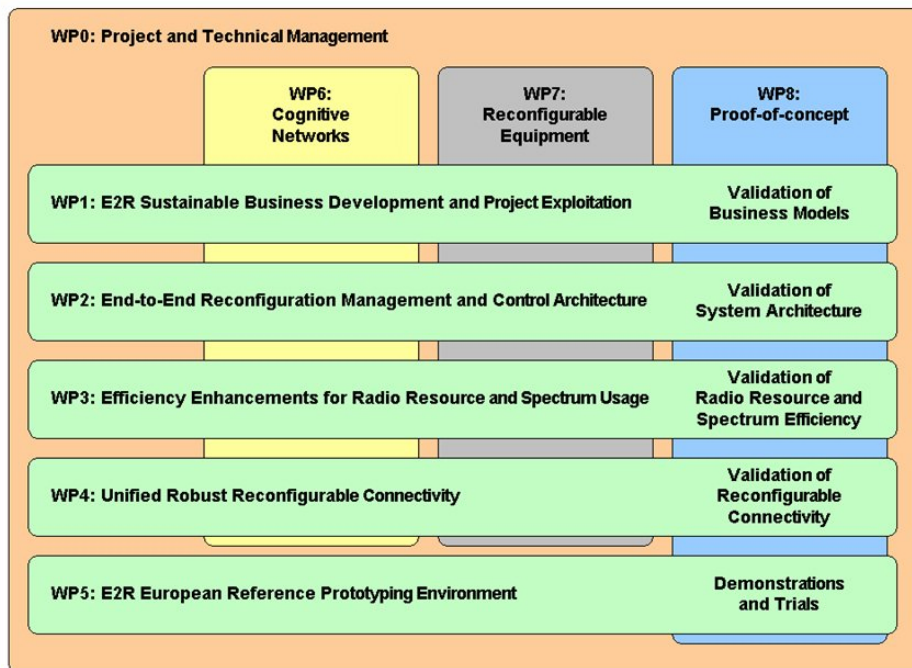 WP0: Project and Technical Management
WP6:
Cognitive
Networks
WP7:
Reconfigurable
Equipment
WP8:
Proof-of-concept
WP1: E2R Sustainable Business Development and Project Exploitation
Validation of
Business Models
WP2: End-to-End Reconfiguration Management and Control Architecture
Validation of
System Architecture
WP3: Efficiency Enhancements for Radio Resource and Spectrum Usage
Validation of
Radio Resource and
Spectrum Efficiency
WP4: Unified Robust Reconfigurable Connectivity
Validation of
Reconfigurable
Connectivity
WP5: E2R European Reference Prototyping Environment
Demonstrations
and Trials